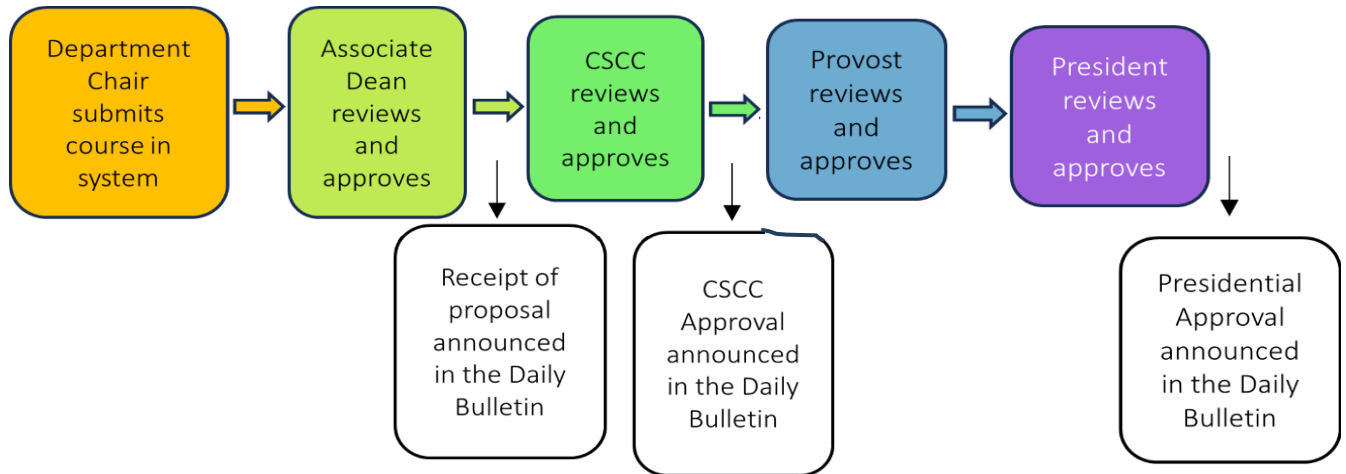 Department
Chair
submits
course in
system
Associate
Dean
reviews
and
approves
CSCC
reviews
and
approves
Provost
reviews
and
approves
President
reviews
and
approves
Receipt of
proposal
announced
in the Daily
Bulletin
CSCC
Approval
announced
in the Daily
Bulletin
Presidential
Approval
announced
in the Daily
Bulletin